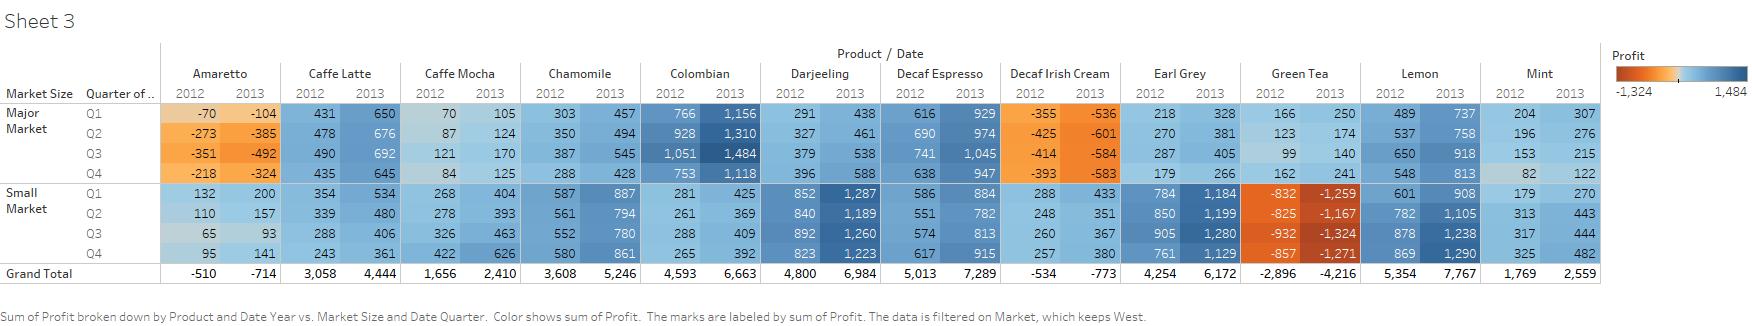 Sheet 3
Product / Date
Profit
Amaretto Caffe Latte Caffe Mocha Chamomile Colombian Darjeeling Decaf Espresso Decaf Irish Cream Earl Grey Green Tea Lemon Mint
-1,324 1,484
Market Size Quarter of .. 2012 2013 2012 2013 2012 2013 2012 2013 2012 2013 2012 2013 2012 2013 2012 2013 2012 2013 2012 2013 2012 2013 2012 2013
Major Market Q1 -70 -104 431 650 70 105 303 457 766 1,156 291 438 616 929 -355 -536 218 328 166 250 489 737 204 307
Q2 -273 -385 478 676 87 124 350 494 928 1,310 327 461 690 974 -425 -601 270 381 123 174 537 758 196 276
Q3 -351 -492 490 692 121 170 387 545 1,051 1,484 379 538 741 1,045 -414 -584 287 405 99 140 650 918 153 215
Q4 -218 -324 435 645 84 125 288 428 753 1,118 396 588 638 947 -393 -583 179 266 162 241 548 813 82 122
Small Market Q1 132 200 354 534 268 404 587 887 281 425 852 1,287 586 884 288 433 784 1,184 -832 -1,259 601 908 179 270
Q2 110 157 339 480 278 393 561 794 261 369 840 1,189 551 782 248 351 850 1,199 -825 -1,167 782 1,105 313 443
Q3 65 93 288 406 326 463 552 780 288 409 892 1,260 574 813 260 367 905 1,280 -932 -1,324 878 1,238 317 444
Q4 95 141 243 361 422 626 580 861 265 392 823 1,223 617 915 257 380 761 1,129 -857 -1,271 869 1,290 325 482
Grand Total -510 -714 3,058 4,444 1,656 2,410 3,608 5,246 4,593 6,663 4,800 6,984 5,013 7,289 -534 -773 4,254 6,172 -2,896 -4,216 5,354 7,767 1,769 2,559
Sum of Profit broken down by Product and Date Year vs. Market Size and Date Quarter. Color shows sum of Profit. The marks are labeled by sum of Profit. The data is filtered on Market, which keeps West.